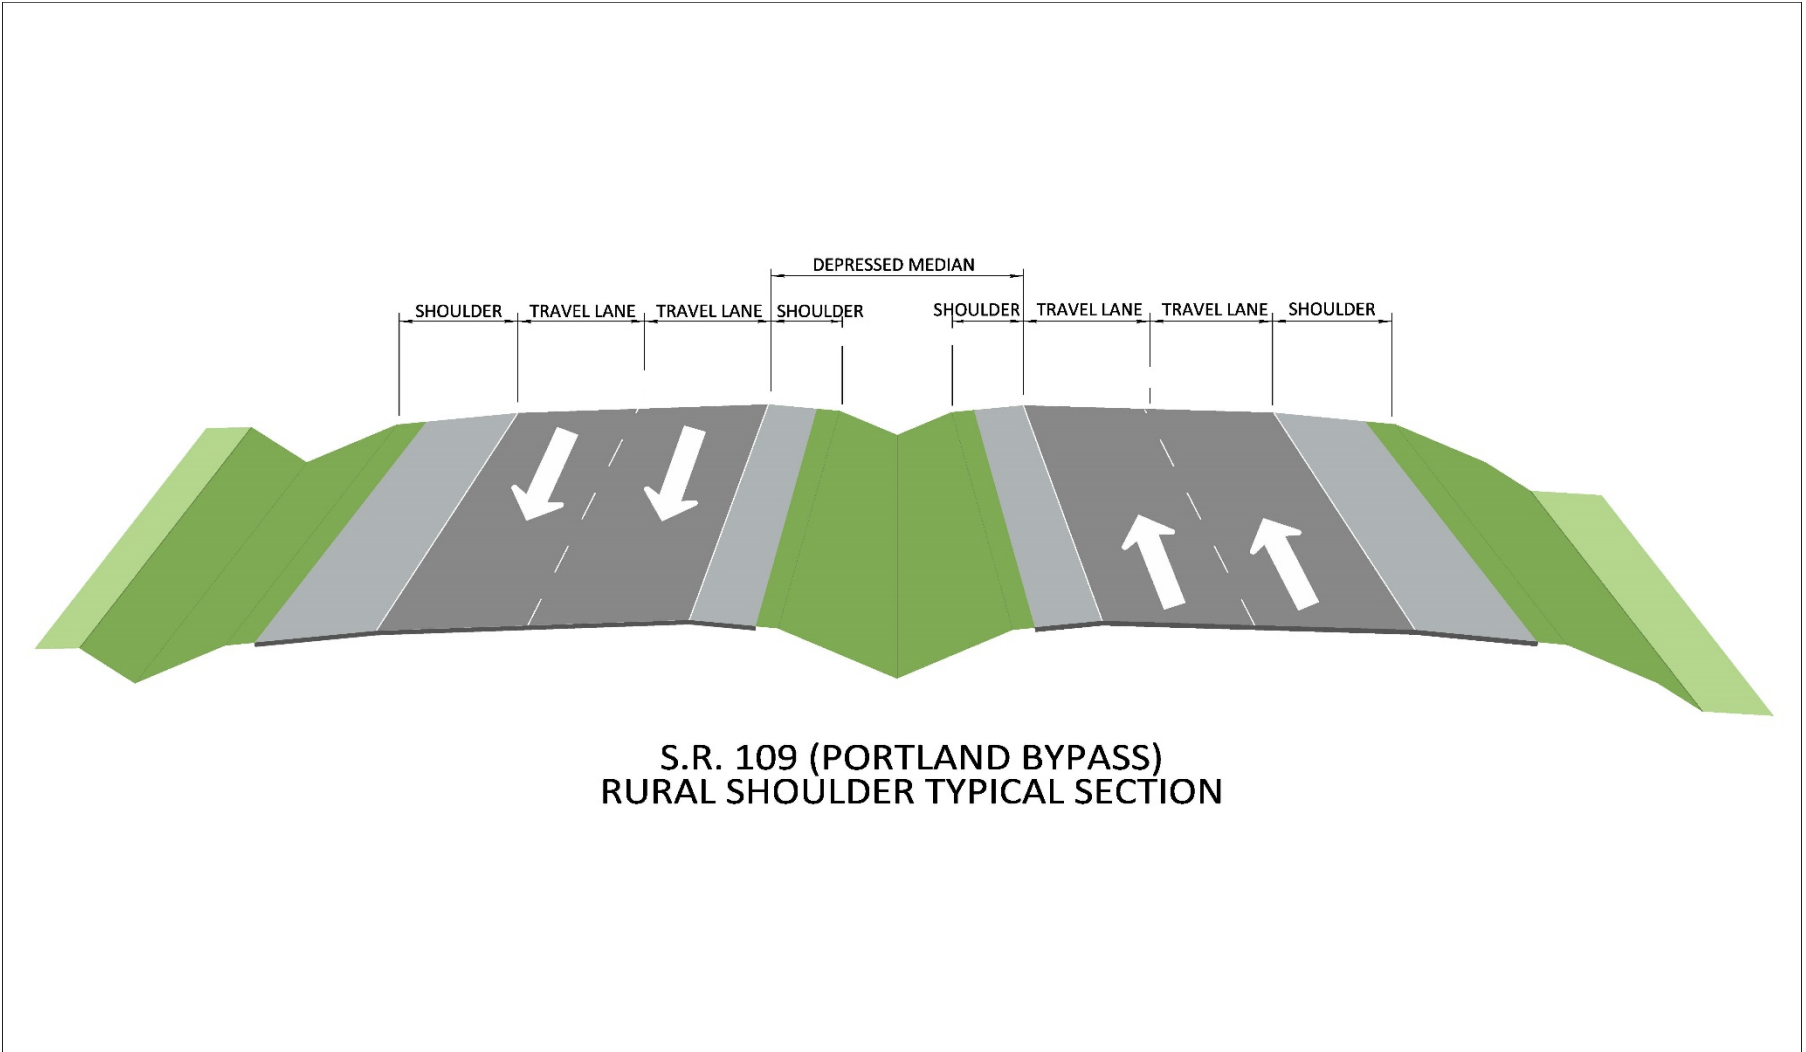 DEPRESSED MEDIAN
SHOULDER TRAVEL LANE TRAVEL LANE SHOULDER SHOULDER TRAVEL LANE TRAVEL LANE SHOULDER
S.R. 109 (PORTLAND BYPASS)
RURAL SHOULDER TYPICAL SECTION